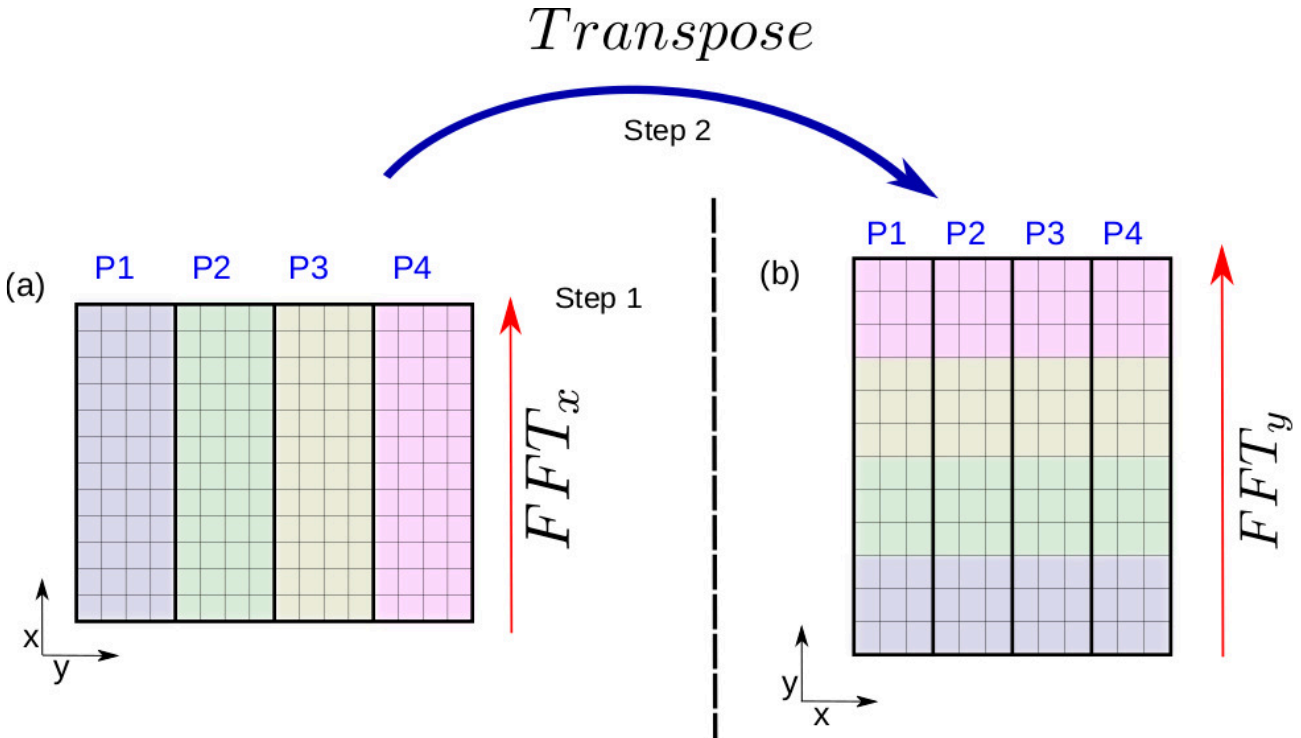 Transpose
Step 2
P1 P2 P3 P4
(a)
Step 1
FFT_x
x
y
P1 P2 P3 P4
(b)
FFT_y
y
x